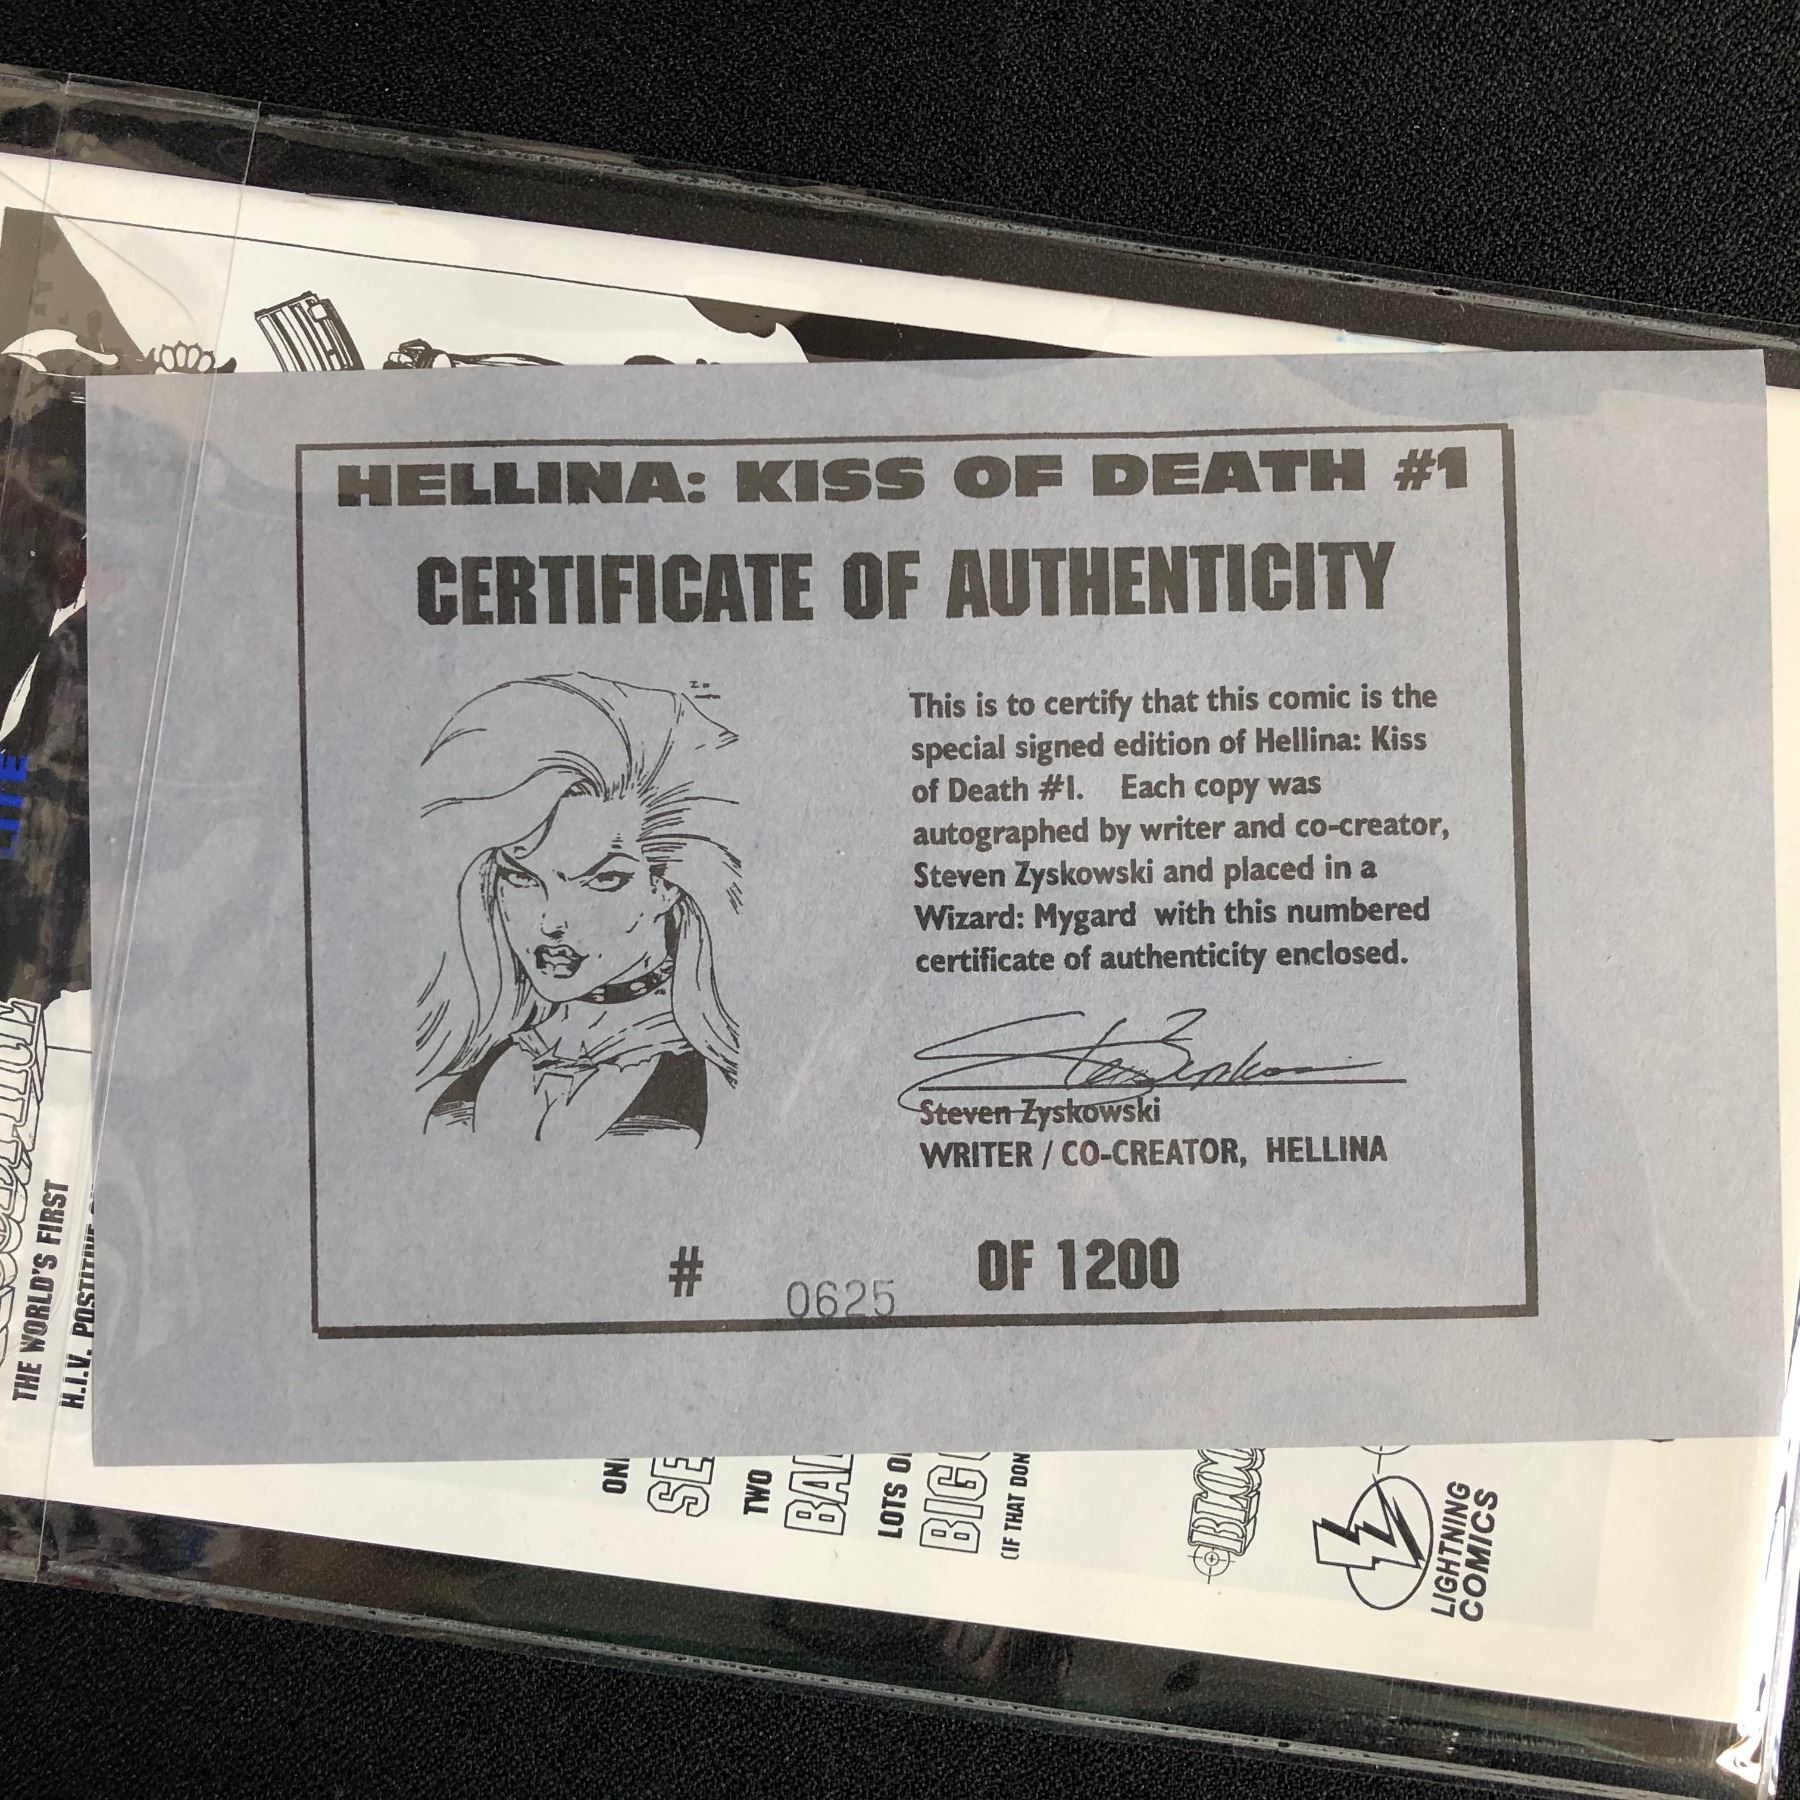 HELLINA: KISS OF DEATH #1
CERTIFICATE OF AUTHENTICITY
This is to certify that this comic is the
special signed edition of Hellina: Kiss
of Death #1. Each copy was
autographed by writer and co-creator,
Steven Zyskowski and placed in a
Wizard: Mygard with this numbered
certificate of authenticity enclosed.
Steven Zyskowski
WRITER / CO-CREATOR, HELLINA
# 0625 OF 1200
THE WORLD'S FIRST
H.I.V. POSTITIVE
TWO
LOTS
(IF THAT DON
LIGHTNING
COMICS